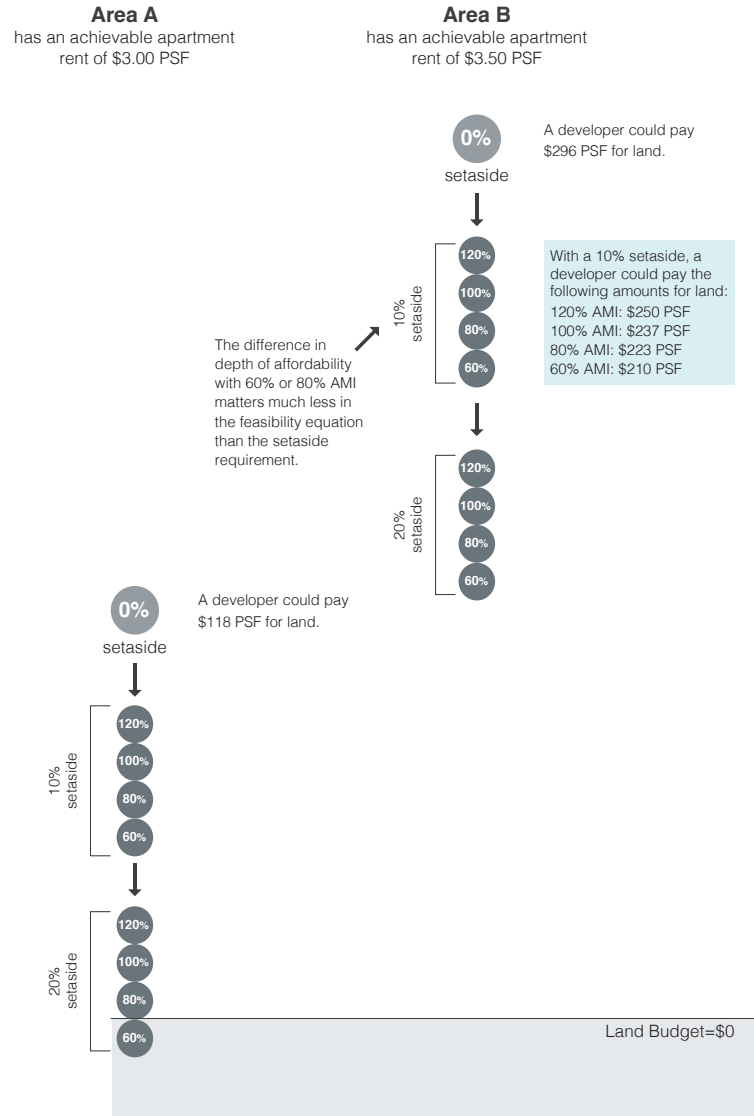 Area A
has an achievable apartment
rent of $3.00 PSF
Area B
has an achievable apartment
rent of $3.50 PSF
0%
setaside
A developer could pay
$296 PSF for land.
10%
setaside
120%
100%
80%
60%
With a 10% setaside, a
developer could pay the
following amounts for land:
120% AMI: $250 PSF
100% AMI: $237 PSF
80% AMI: $223 PSF
60% AMI: $210 PSF
The difference in
depth of affordability
with 60% or 80% AMI
matters much less in
the feasibility equation
than the setaside
requirement.
20%
setaside
120%
100%
80%
60%
0%
setaside
A developer could pay
$118 PSF for land.
10%
setaside
120%
100%
80%
60%
20%
setaside
120%
100%
80%
60%
Land Budget=$0